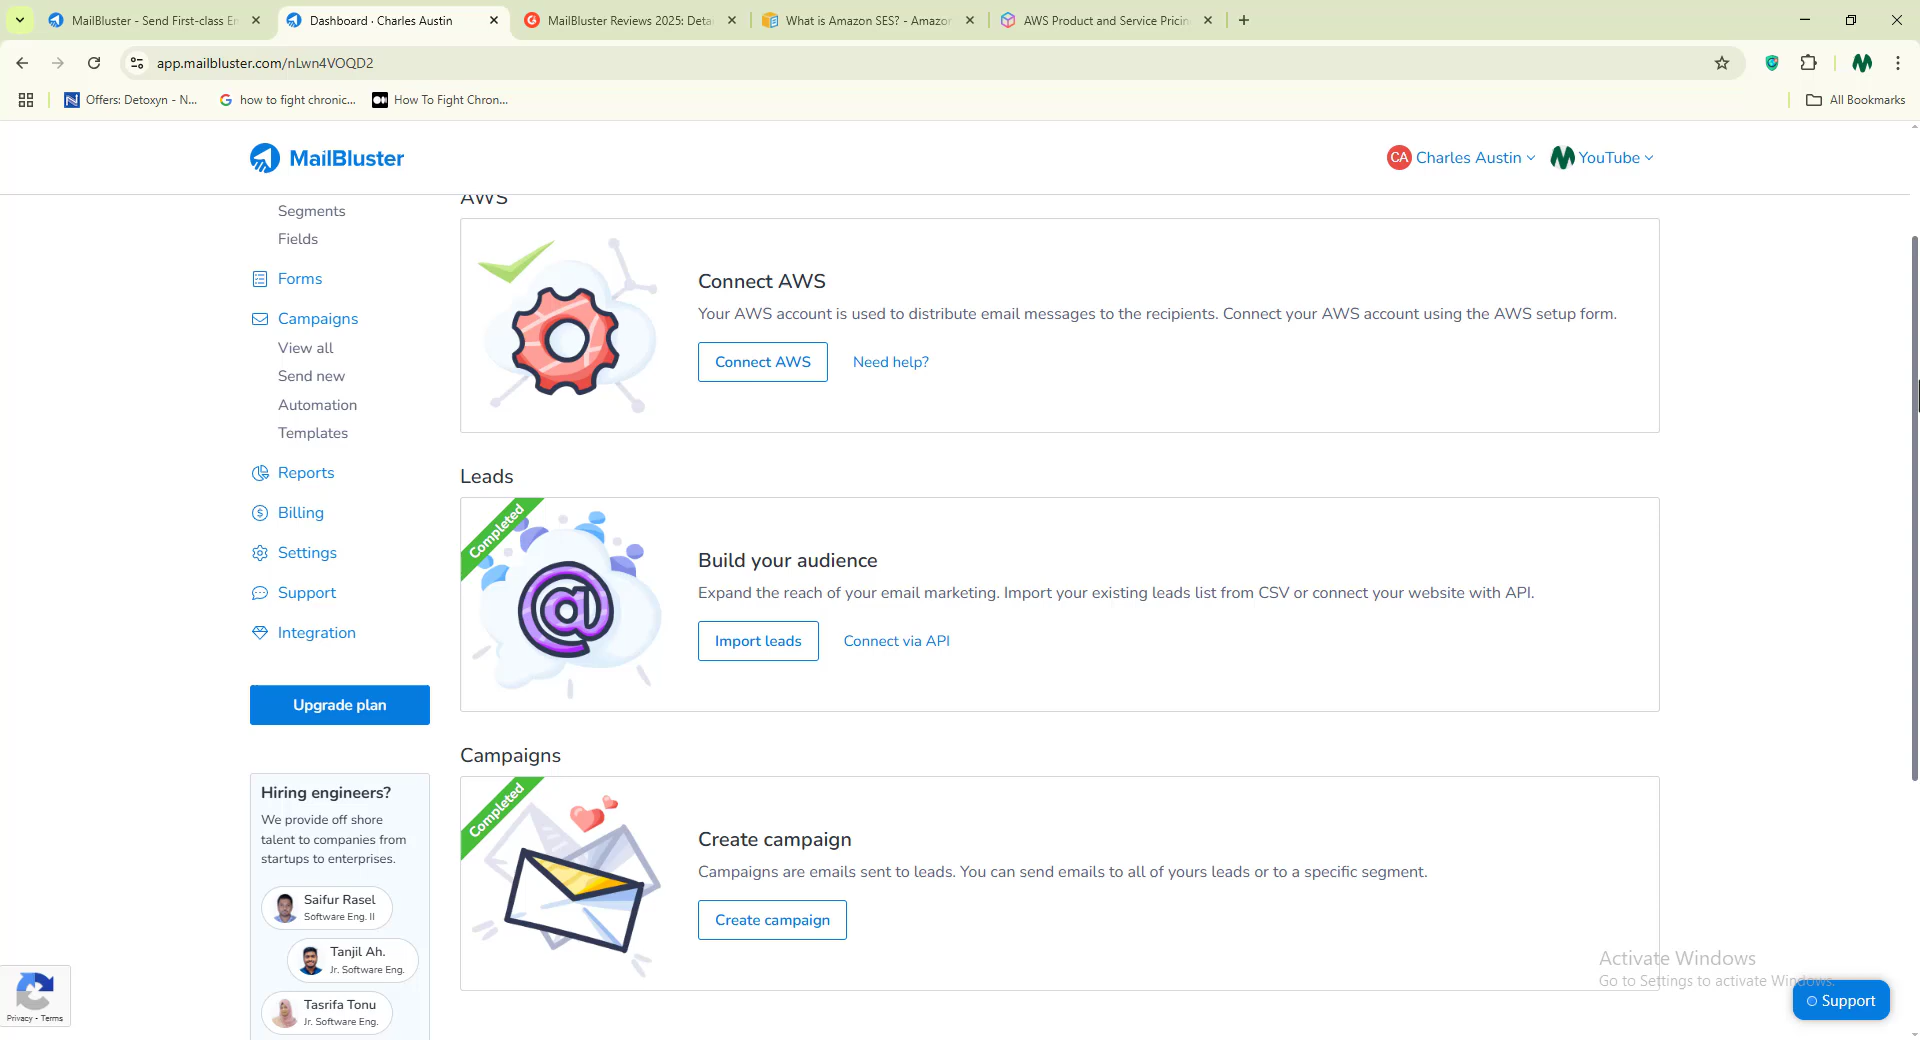 MailBluster - Send First-class Em
Dashboard · Charles Austin
MailBluster Reviews 2025: Detai
What is Amazon SES? - Amazon
AWS Product and Service Pricing
app.mailbluster.com/nLwn4VOQD2
Offers: Detoxyn - N...
how to fight chronic...
How To Fight Chron...
All Bookmarks
MailBluster
CA Charles Austin
YouTube
Segments
Fields
Forms
Campaigns
View all
Send new
Automation
Templates
Reports
Billing
Settings
Support
Integration
Upgrade plan
Hiring engineers?
We provide off shore
talent to companies from
startups to enterprises.
Saifur Rasel
Software Eng. II
Tanjil Ah.
Jr. Software Eng.
Tasrifa Tonu
Jr. Software Eng.
Privacy - Terms
AWS
Connect AWS
Your AWS account is used to distribute email messages to the recipients. Connect your AWS account using the AWS setup form.
Connect AWS
Need help?
Leads
Completed
Build your audience
Expand the reach of your email marketing. Import your existing leads list from CSV or connect your website with API.
Import leads
Connect via API
Campaigns
Completed
Create campaign
Campaigns are emails sent to leads. You can send emails to all of yours leads or to a specific segment.
Create campaign
Activate Windows
Go to Settings to activate Windows.
Support